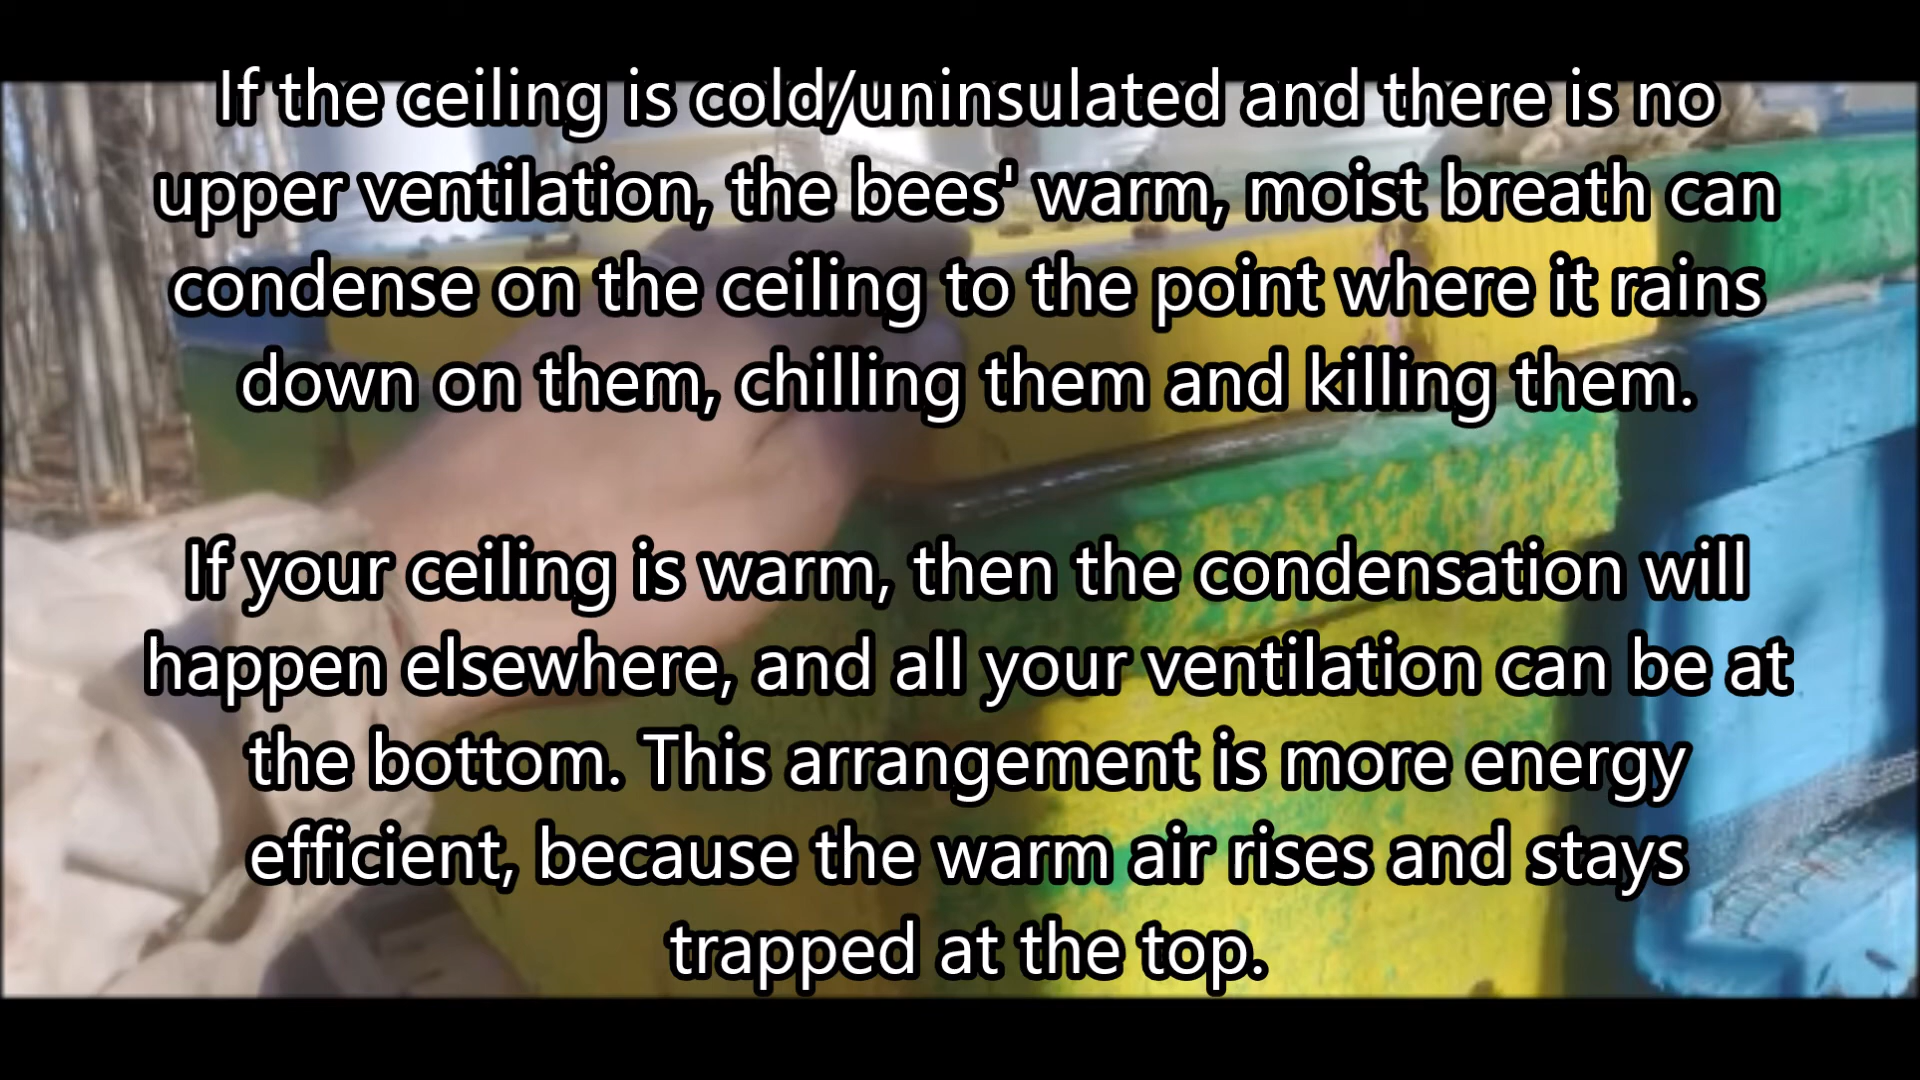 If the ceiling is cold/uninsulated and there is no
upper ventilation, the bees' warm, moist breath can
condense on the ceiling to the point where it rains
down on them, chilling them and killing them.
If your ceiling is warm, then the condensation will
happen elsewhere, and all your ventilation can be at
the bottom. This arrangement is more energy
efficient, because the warm air rises and stays
trapped at the top.